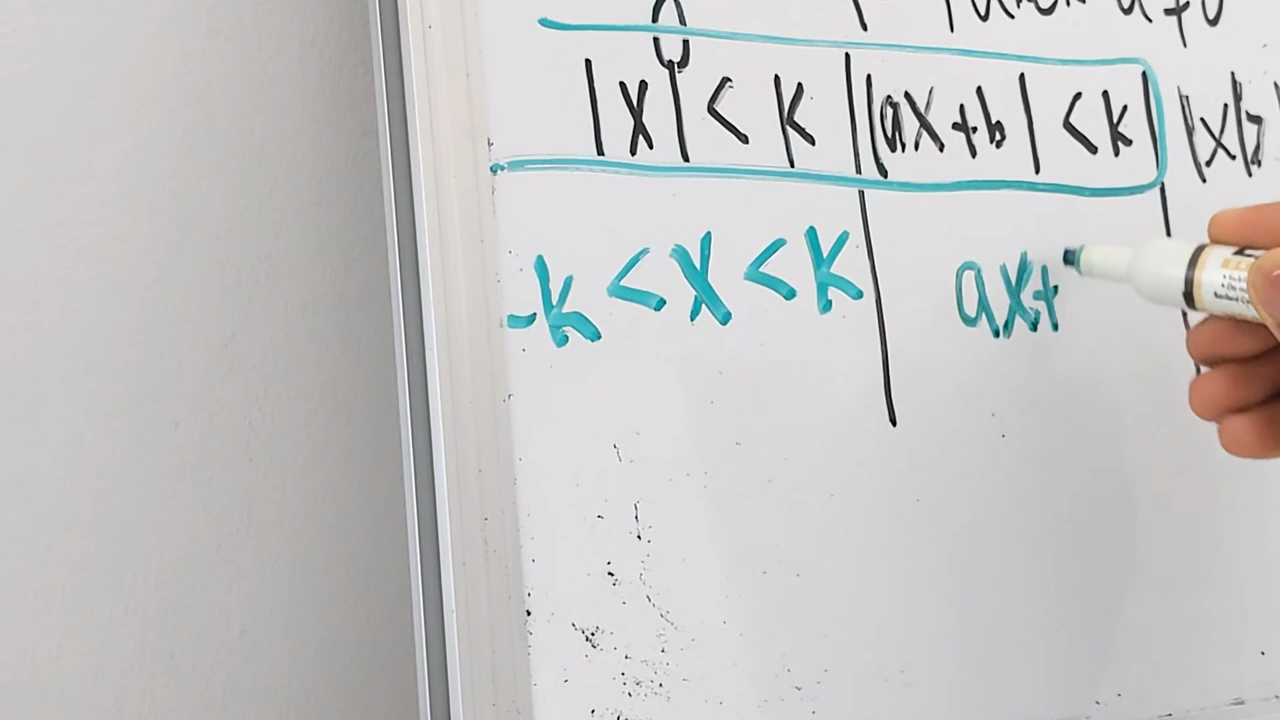 |x| < k | |ax+b| < k | |x|>
-k < x < k | ax+